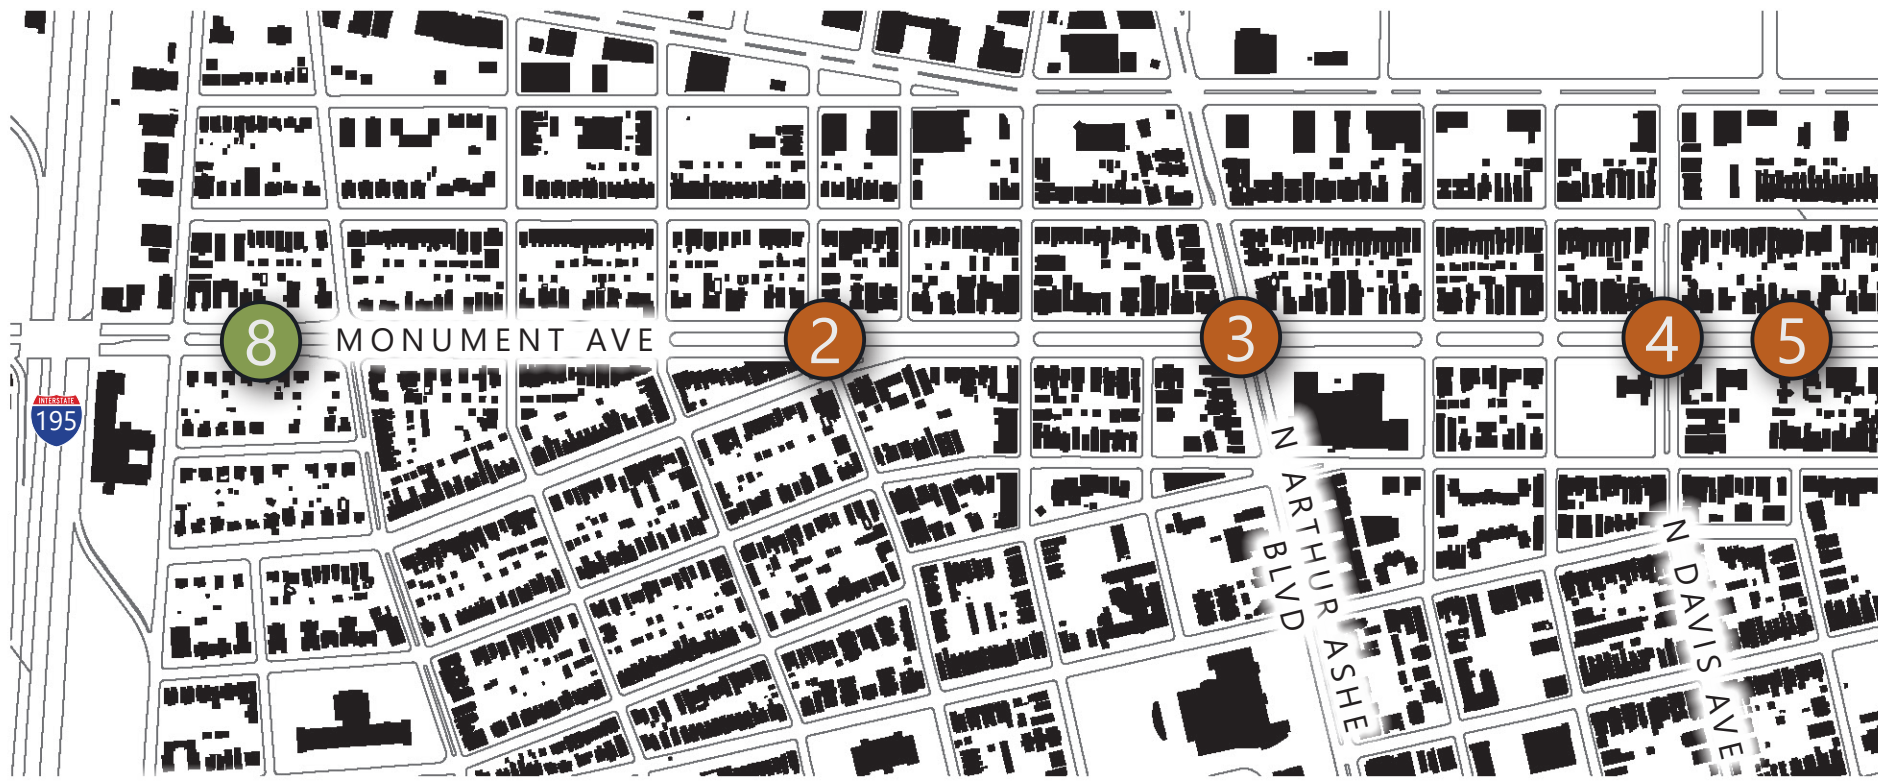 8
MONUMENT AVE
2
3
4
5
INTERSTATE
195
N ARTHUR ASHE
BLVD
N DAVIS AVE